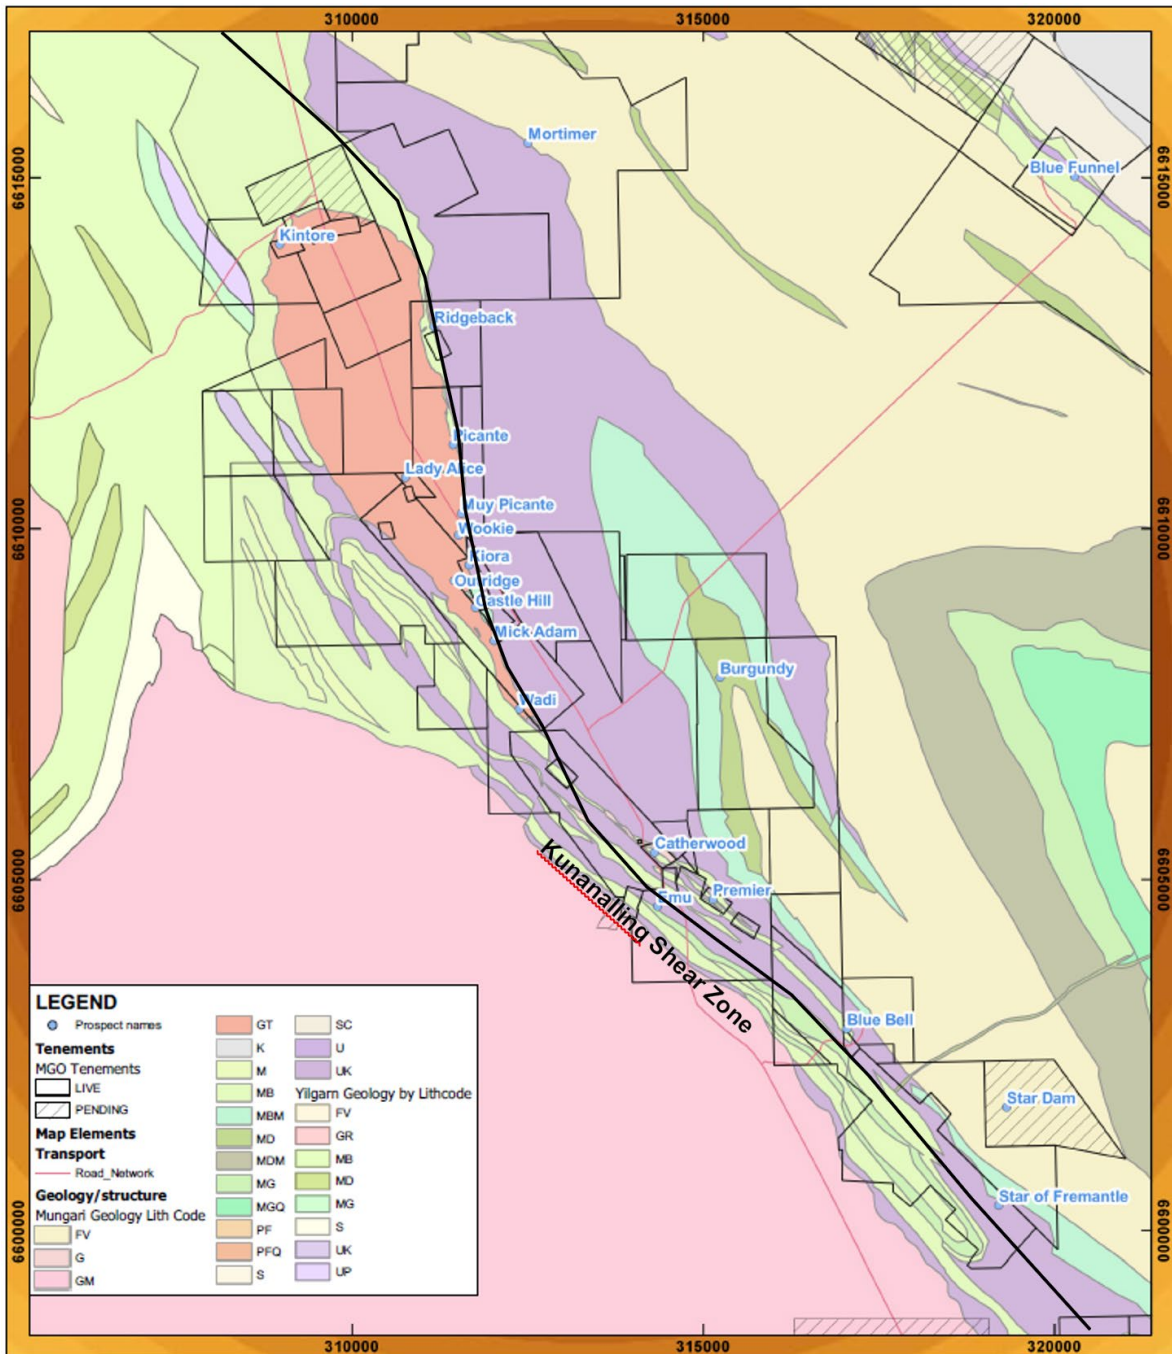 310000 315000 320000
6615000 6615000
6610000 6610000
6605000 6605000
6600000 6600000
Mortimer
Blue Funnel
Kintore
Ridgeback
Picante
Lady Alice
Muy Picante
Wookie
Kiora
Outridge
Castle Hill
Mick Adam
Burgundy
Wadi
Catherwood
Premier
Emu
Kunanalling Shear Zone
Blue Bell
Star Dam
Star of Fremantle
LEGEND
Prospect names
Tenements
MGO Tenements
LIVE
PENDING
Map Elements
Transport
Road_Network
Geology/structure
Mungari Geology Lith Code
FV
G
GM
GT
K
M
MB
MBM
MD
MDM
MG
MGQ
PF
PFQ
S
SC
U
UK
Yilgarn Geology by Lithcode
FV
GR
MB
MD
MG
S
UK
UP
310000 315000 320000